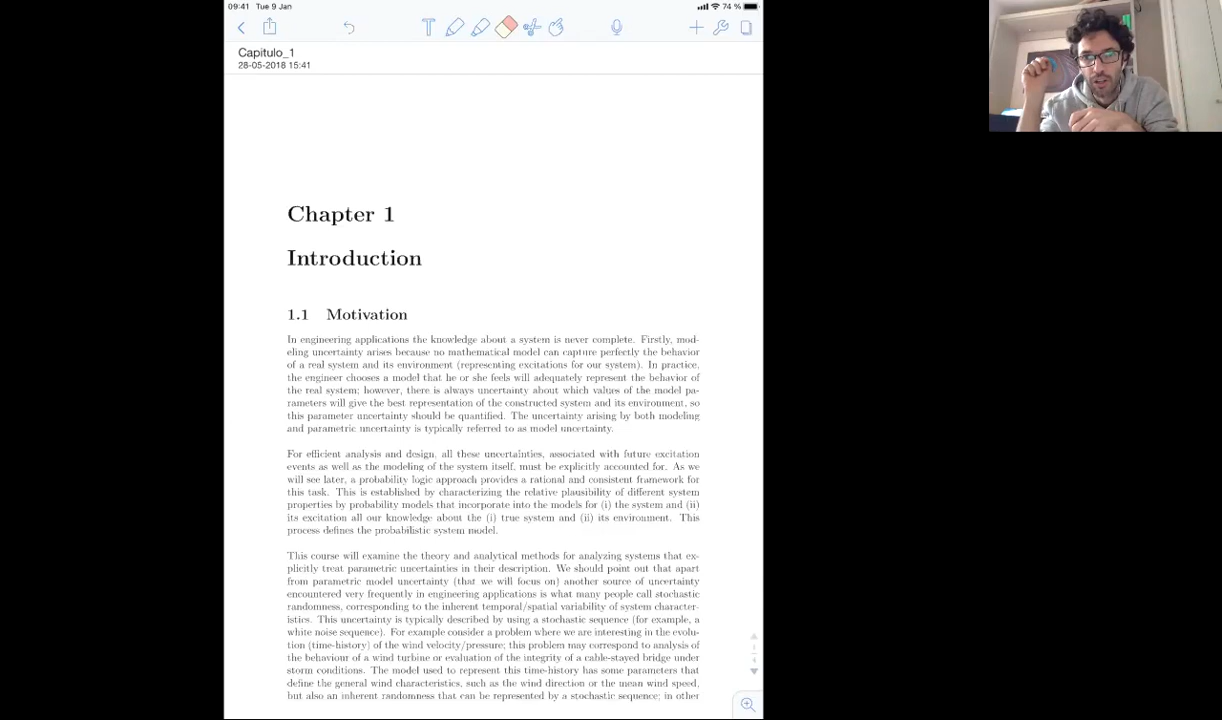 09:41 Tue 9 Jan
74 %
Capitulo_1
28-05-2018 15:41
Chapter 1
Introduction
1.1 Motivation
In engineering applications the knowledge about a system is never complete. Firstly, mod-
eling uncertainty arises because no mathematical model can capture perfectly the behavior
of a real system and its environment (representing excitations for our system). In practice,
the engineer chooses a model that he or she feels will adequately represent the behavior of
the real system; however, there is always uncertainty about which values of the model pa-
rameters will give the best representation of the constructed system and its environment, so
this parameter uncertainty should be quantified. The uncertainty arising by both modeling
and parametric uncertainty is typically referred to as model uncertainty.
For efficient analysis and design, all these uncertainties, associated with future excitation
events as well as the modeling of the system itself, must be explicitly accounted for. As we
will see later, a probability logic approach provides a rational and consistent framework for
this task. This is established by characterizing the relative plausibility of different system
properties by probability models that incorporate into the models for (i) the system and (ii)
its excitation all our knowledge about the (i) true system and (ii) its environment. This
process defines the probabilistic system model.
This course will examine the theory and analytical methods for analyzing systems that ex-
plicitly treat parametric uncertainties in their description. We should point out that apart
from parametric model uncertainty (that we will focus on) another source of uncertainty
encountered very frequently in engineering applications is what many people call stochastic
randomness, corresponding to the inherent temporal/spatial variability of system character-
istics. This uncertainty is typically described by using a stochastic sequence (for example, a
white noise sequence). For example consider a problem where we are interesting in the evolu-
tion (time-history) of the wind velocity/pressure; this problem may correspond to analysis of
the behaviour of a wind turbine or evaluation of the integrity of a cable-stayed bridge under
storm conditions. The model used to represent this time-history has some parameters that
define the general wind characteristics, such as the wind direction or the mean wind speed,
but also an inherent randomness that can be represented by a stochastic sequence; in other